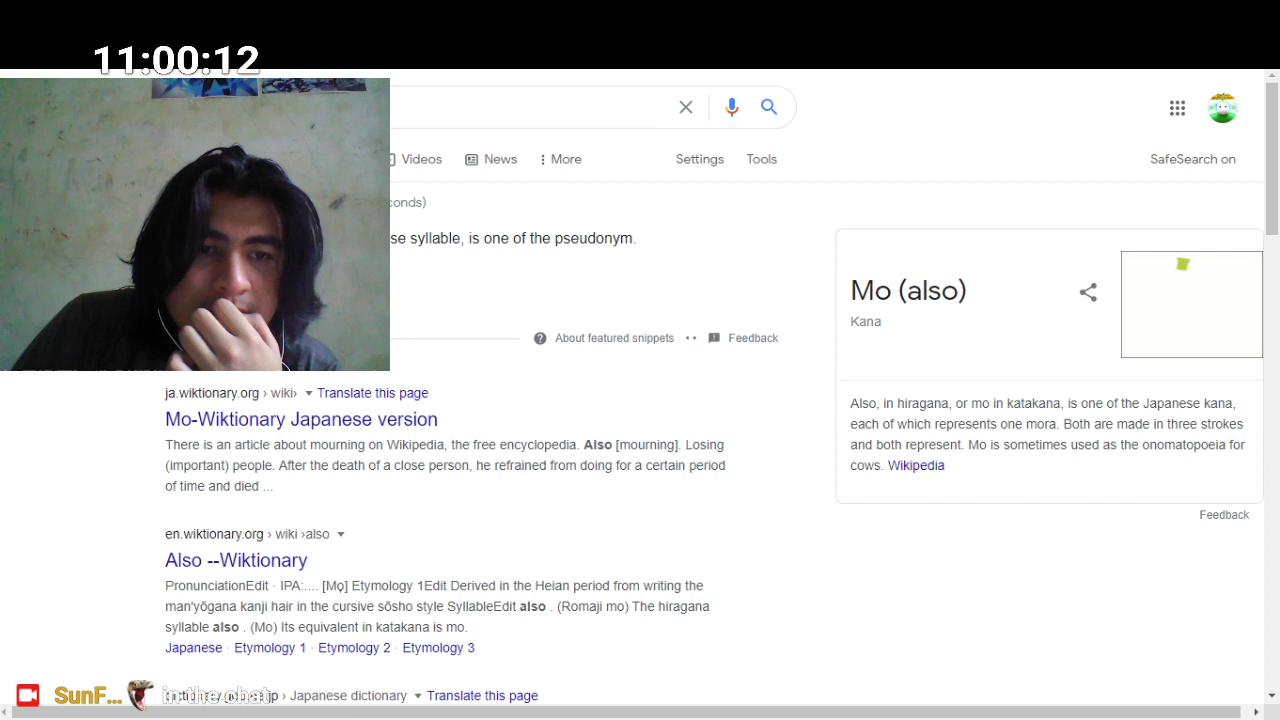 11:00:12
Videos News More Settings Tools SafeSearch on
conds)
se syllable, is one of the pseudonym.
About featured snippets Feedback
Mo (also)
Kana
Also, in hiragana, or mo in katakana, is one of the Japanese kana,
each of which represents one mora. Both are made in three strokes
and both represent. Mo is sometimes used as the onomatopoeia for
cows. Wikipedia
Feedback
ja.wiktionary.org › wiki› Translate this page
Mo-Wiktionary Japanese version
There is an article about mourning on Wikipedia, the free encyclopedia. Also [mourning]. Losing
(important) people. After the death of a close person, he refrained from doing for a certain period
of time and died ...
en.wiktionary.org › wiki ›also
Also --Wiktionary
PronunciationEdit · IPA:.... [Mo̞] Etymology 1Edit Derived in the Heian period from writing the
man'yōgana kanji hair in the cursive sōsho style SyllableEdit also . (Romaji mo) The hiragana
syllable also . (Mo) Its equivalent in katakana is mo.
Japanese · Etymology 1 · Etymology 2 · Etymology 3
SunF... in the chat
› Japanese dictionary Translate this page